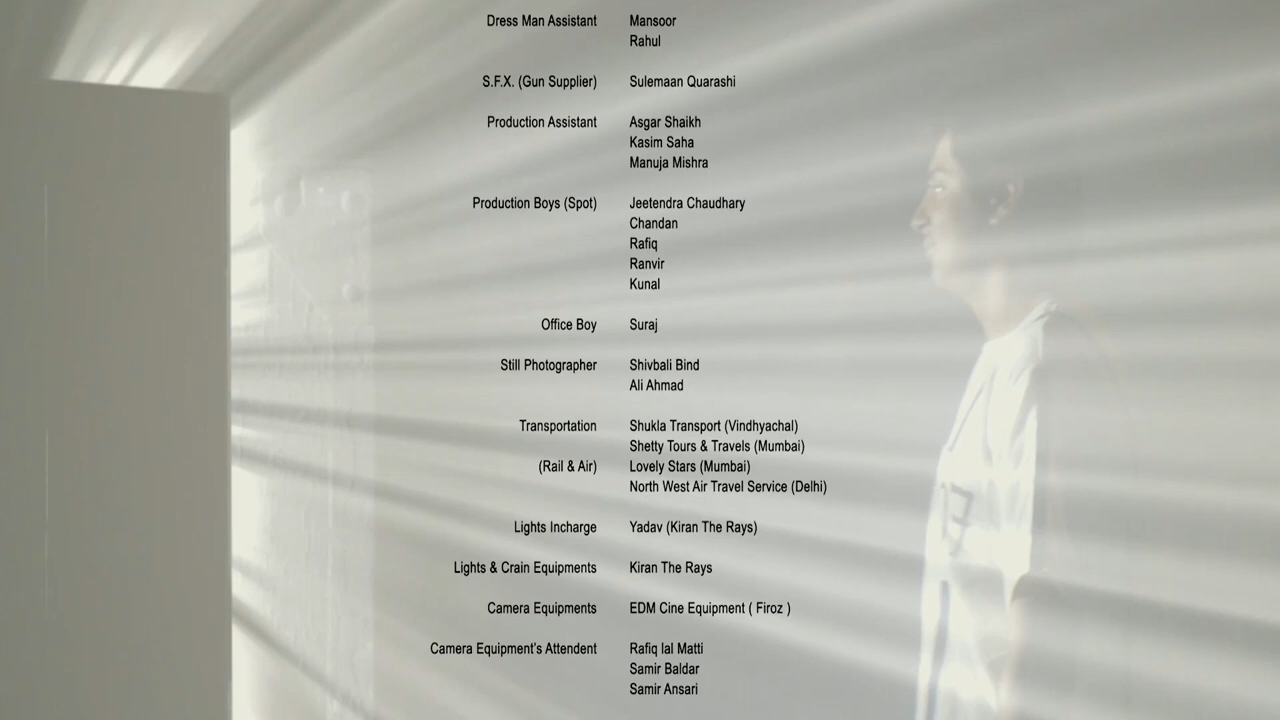 Dress Man Assistant Mansoor
Rahul
S.F.X. (Gun Supplier) Sulemaan Quarashi
Production Assistant Asgar Shaikh
Kasim Saha
Manuja Mishra
Production Boys (Spot) Jeetendra Chaudhary
Chandan
Rafiq
Ranvir
Kunal
Office Boy Suraj
Still Photographer Shivbali Bind
Ali Ahmad
Transportation Shukla Transport (Vindhyachal)
Shetty Tours & Travels (Mumbai)
(Rail & Air) Lovely Stars (Mumbai)
North West Air Travel Service (Delhi)
Lights Incharge Yadav (Kiran The Rays)
Lights & Crain Equipments Kiran The Rays
Camera Equipments EDM Cine Equipment ( Firoz )
Camera Equipment's Attendent Rafiq lal Matti
Samir Baldar
Samir Ansari
17